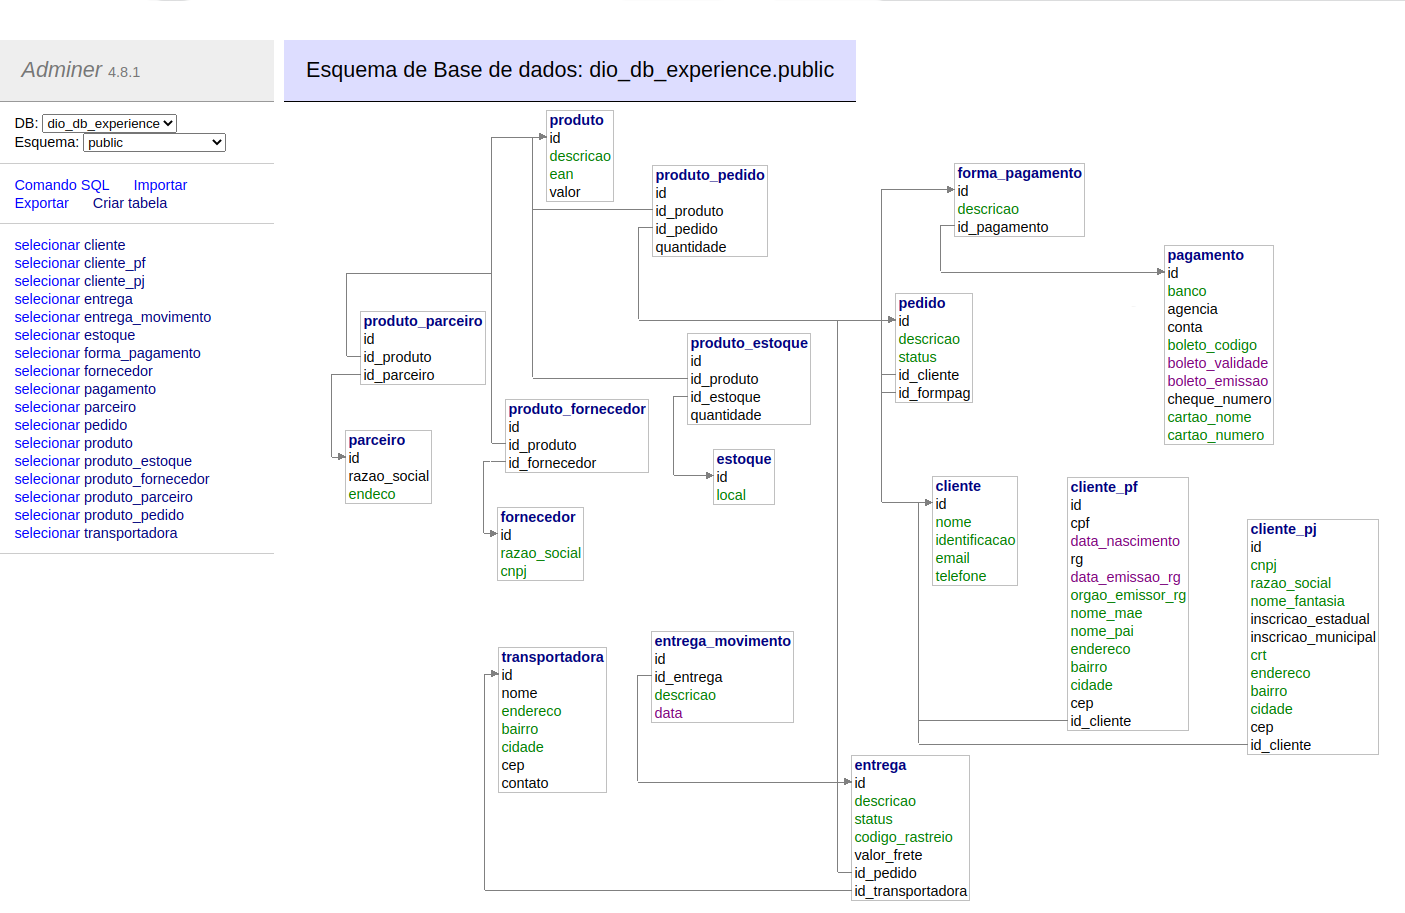 Adminer 4.8.1
Esquema de Base de dados: dio_db_experience.public
DB: dio_db_experience
Esquema: public
Comando SQL Importar
Exportar Criar tabela
selecionar cliente
selecionar cliente_pf
selecionar cliente_pj
selecionar entrega
selecionar entrega_movimento
selecionar estoque
selecionar forma_pagamento
selecionar fornecedor
selecionar pagamento
selecionar parceiro
selecionar pedido
selecionar produto
selecionar produto_estoque
selecionar produto_fornecedor
selecionar produto_parceiro
selecionar produto_pedido
selecionar transportadora
produto
id
descricao
ean
valor
produto_pedido
id
id_produto
id_pedido
quantidade
forma_pagamento
id
descricao
id_pagamento
pagamento
id
banco
agencia
conta
boleto_codigo
boleto_validade
boleto_emissao
cheque_numero
cartao_nome
cartao_numero
pedido
id
descricao
status
id_cliente
id_formpag
produto_parceiro
id
id_produto
id_parceiro
produto_estoque
id
id_produto
id_estoque
quantidade
produto_fornecedor
id
id_produto
id_fornecedor
parceiro
id
razao_social
endeco
estoque
id
local
fornecedor
id
razao_social
cnpj
cliente
id
nome
identificacao
email
telefone
cliente_pf
id
cpf
data_nascimento
rg
data_emissao_rg
orgao_emissor_rg
nome_mae
nome_pai
endereco
bairro
cidade
cep
id_cliente
cliente_pj
id
cnpj
razao_social
nome_fantasia
inscricao_estadual
inscricao_municipal
crt
endereco
bairro
cidade
cep
id_cliente
transportadora
id
nome
endereco
bairro
cidade
cep
contato
entrega_movimento
id
id_entrega
descricao
data
entrega
id
descricao
status
codigo_rastreio
valor_frete
id_pedido
id_transportadora